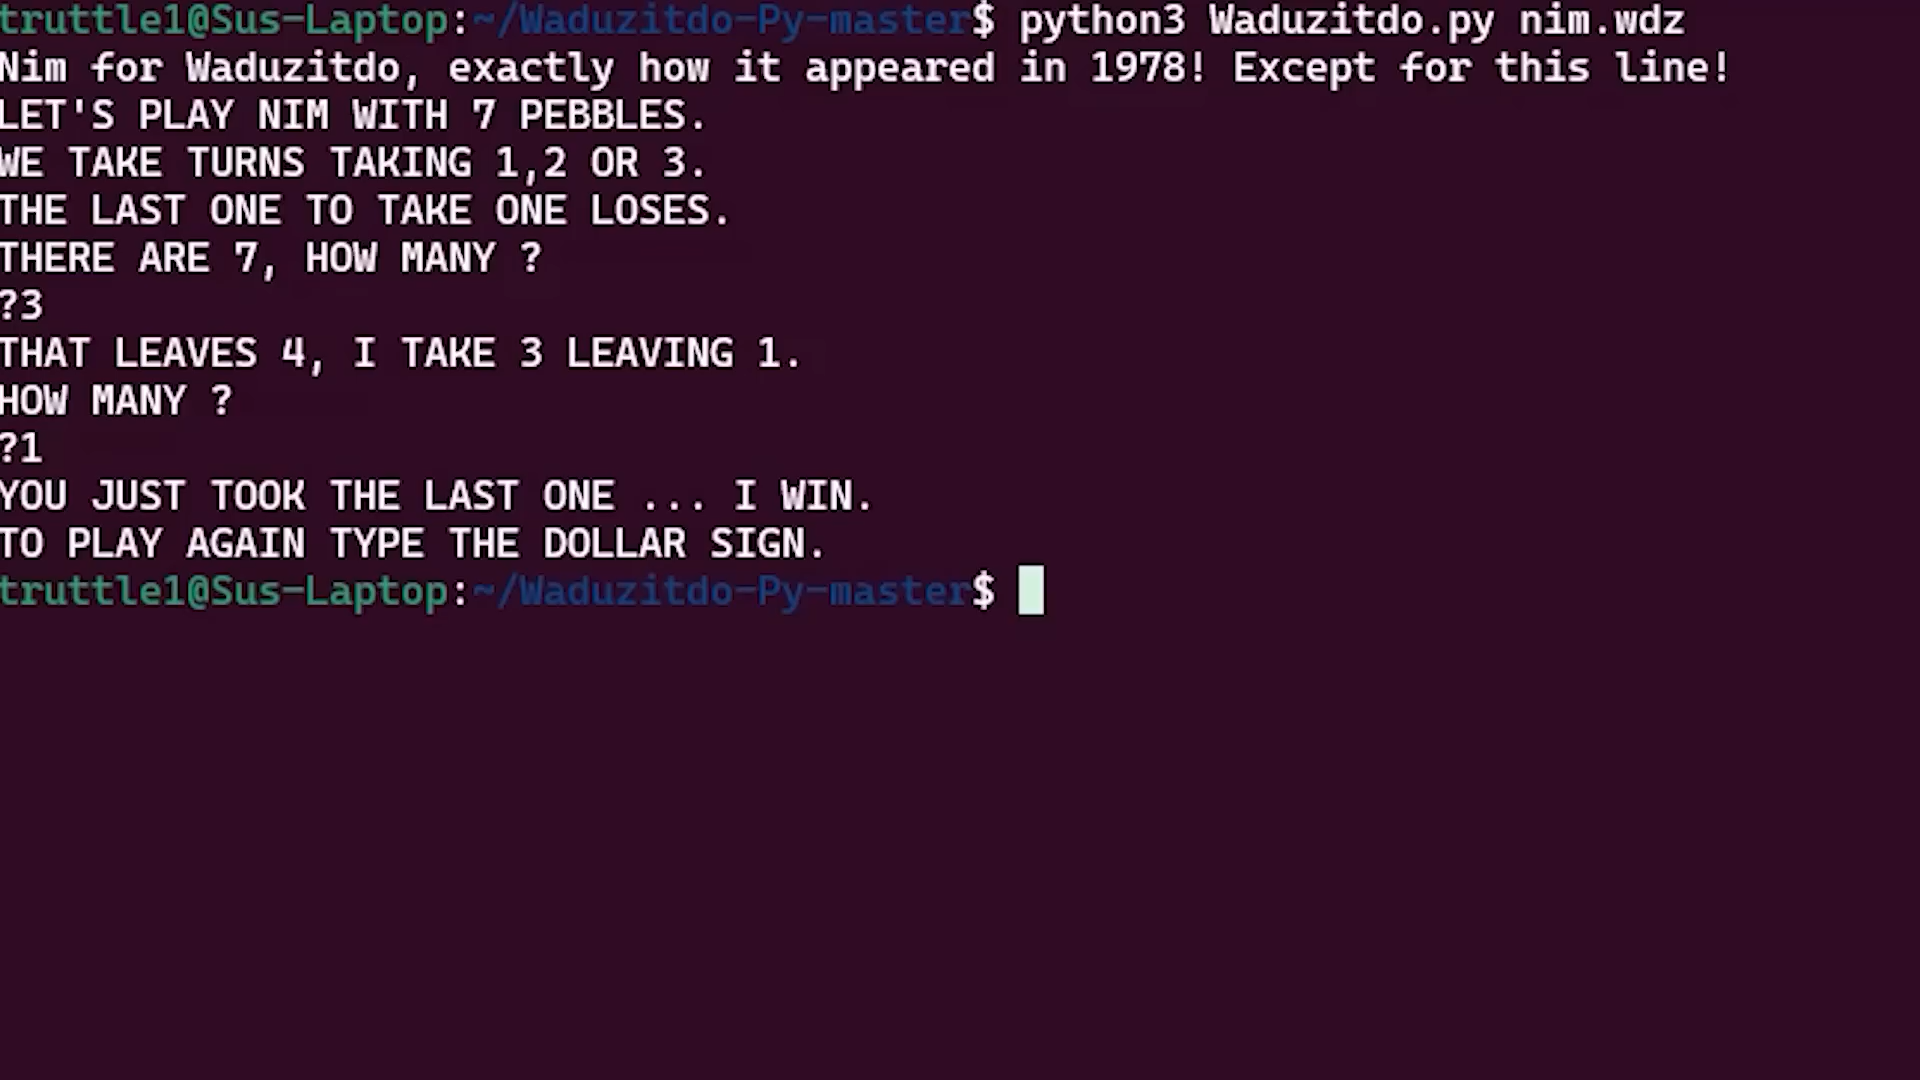 truttle1@Sus-Laptop:~/Waduzitdo-Py-master$ python3 Waduzitdo.py nim.wdz
Nim for Waduzitdo, exactly how it appeared in 1978! Except for this line!
LET'S PLAY NIM WITH 7 PEBBLES.
WE TAKE TURNS TAKING 1,2 OR 3.
THE LAST ONE TO TAKE ONE LOSES.
THERE ARE 7, HOW MANY ?
?3
THAT LEAVES 4, I TAKE 3 LEAVING 1.
HOW MANY ?
?1
YOU JUST TOOK THE LAST ONE ... I WIN.
TO PLAY AGAIN TYPE THE DOLLAR SIGN.
truttle1@Sus-Laptop:~/Waduzitdo-Py-master$